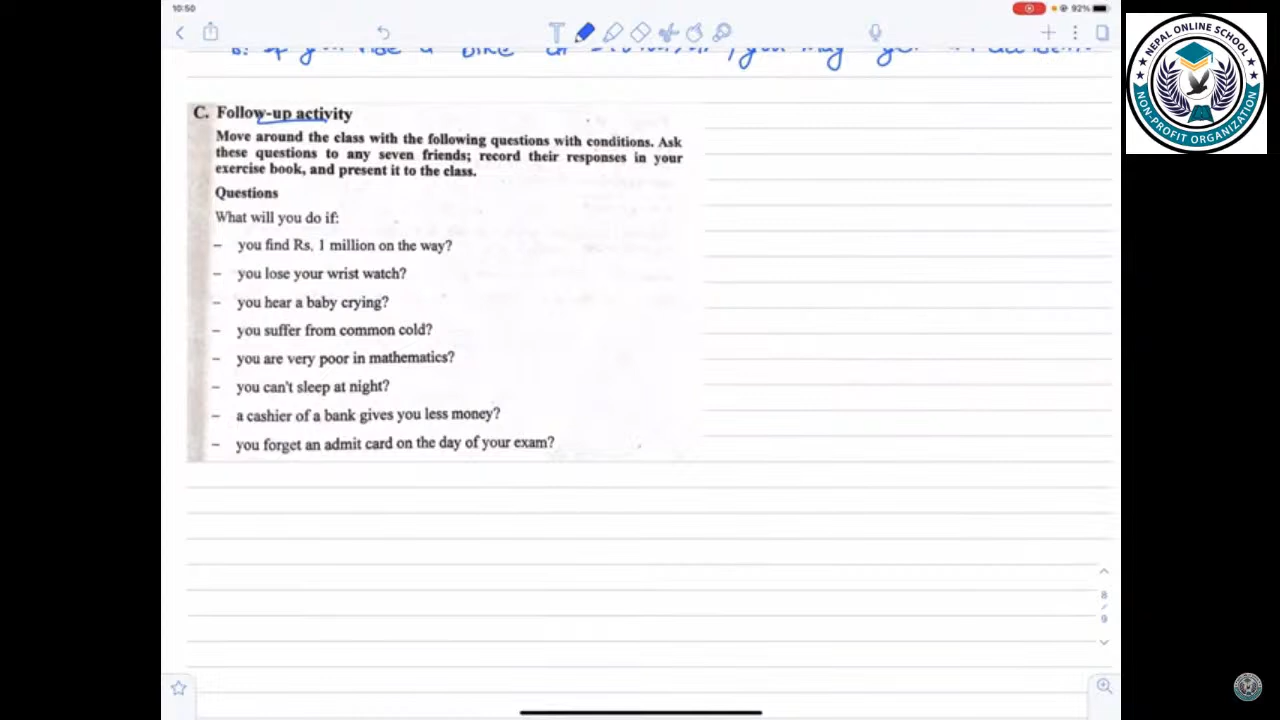 10:50
92%
NEPAL ONLINE SCHOOL
NON-PROFIT ORGANIZATION
C. Follow-up activity
Move around the class with the following questions with conditions. Ask
these questions to any seven friends; record their responses in your
exercise book, and present it to the class.
Questions
What will you do if:
- you find Rs. 1 million on the way?
- you lose your wrist watch?
- you hear a baby crying?
- you suffer from common cold?
- you are very poor in mathematics?
- you can't sleep at night?
- a cashier of a bank gives you less money?
- you forget an admit card on the day of your exam?
8
/
9